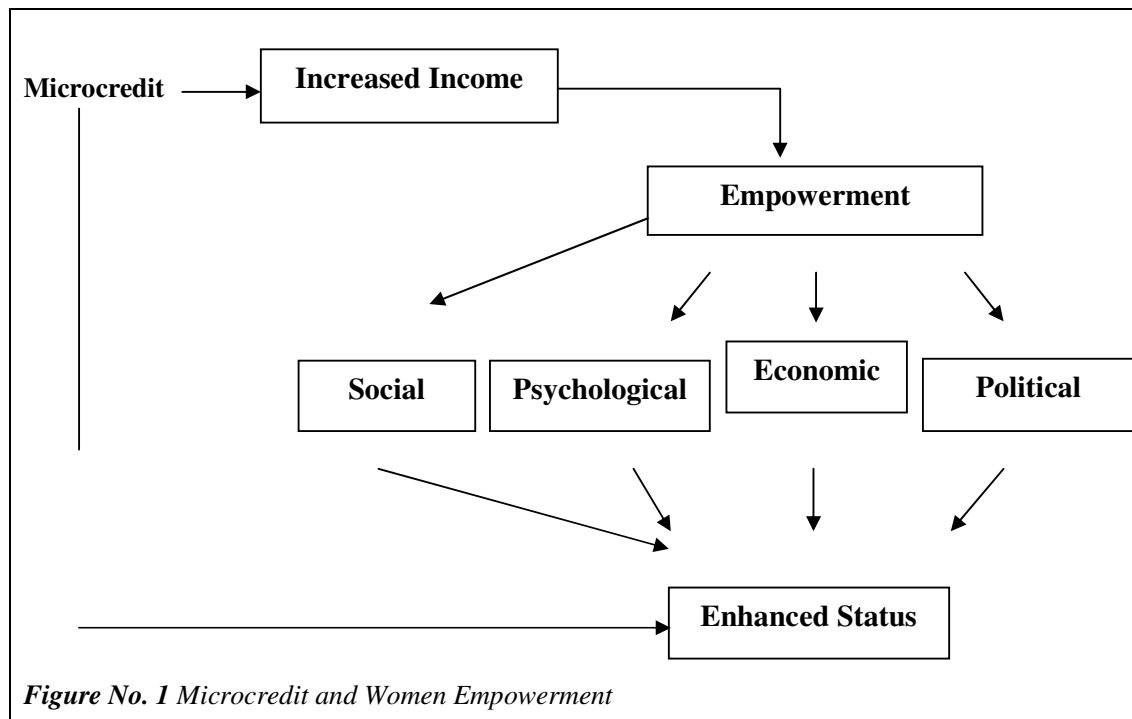 Microcredit
Increased Income
Empowerment
Social
Psychological
Economic
Political
Enhanced Status
Figure No. 1 Microcredit and Women Empowerment